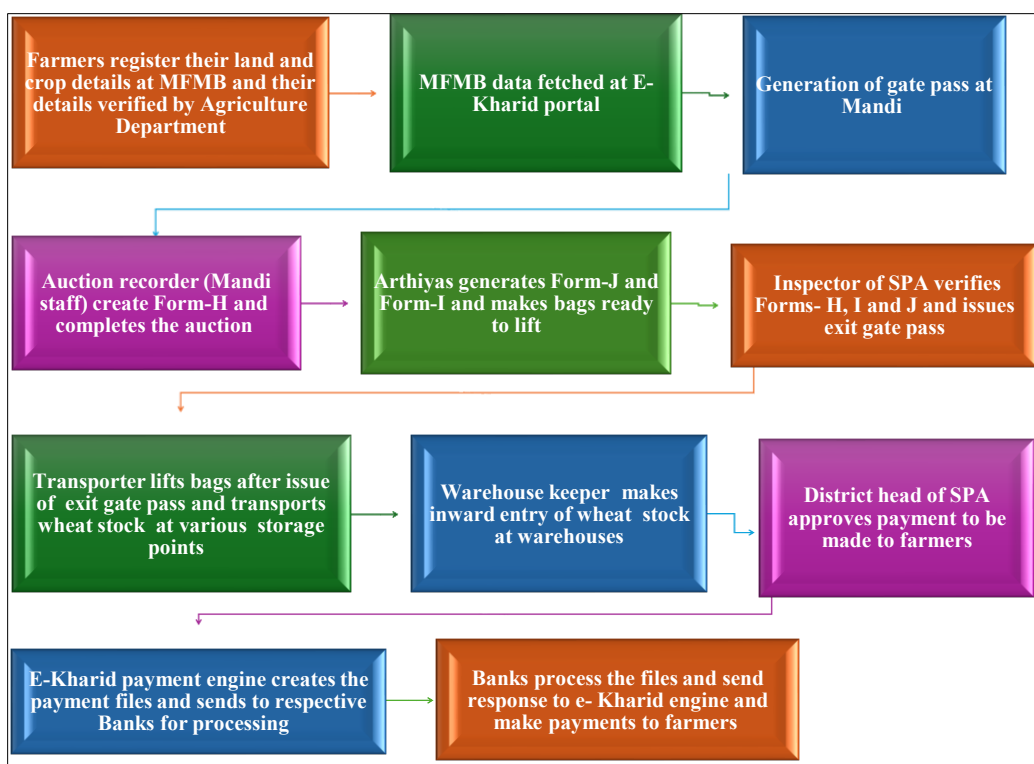 Farmers register their land and
crop details at MFMB and their
details verified by Agriculture
Department
MFMB data fetched at E-
Kharid portal
Generation of gate pass at
Mandi
Auction recorder (Mandi
staff) create Form-H and
completes the auction
Arthiyas generates Form-J and
Form-I and makes bags ready
to lift
Inspector of SPA verifies
Forms- H, I and J and issues
exit gate pass
Transporter lifts bags after issue
of exit gate pass and transports
wheat stock at various storage
points
Warehouse keeper makes
inward entry of wheat stock
at warehouses
District head of SPA
approves payment to be
made to farmers
E-Kharid payment engine creates the
payment files and sends to respective
Banks for processing
Banks process the files and send
response to e- Kharid engine and
make payments to farmers